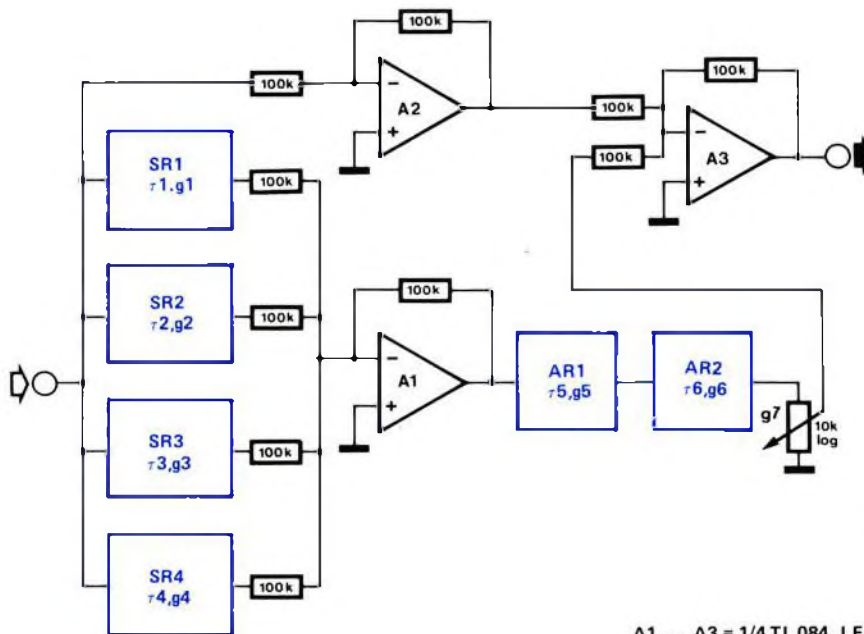 100k
100k
A2
−
+
100k
100k
100k
A3
−
+
SR1
τ1.g1
100k
SR2
τ2,g2
100k
100k
A1
−
+
AR1
τ5,g5
AR2
τ6,g6
g7
10k
log
SR3
τ3,g3
100k
SR4
τ4,g4
100k